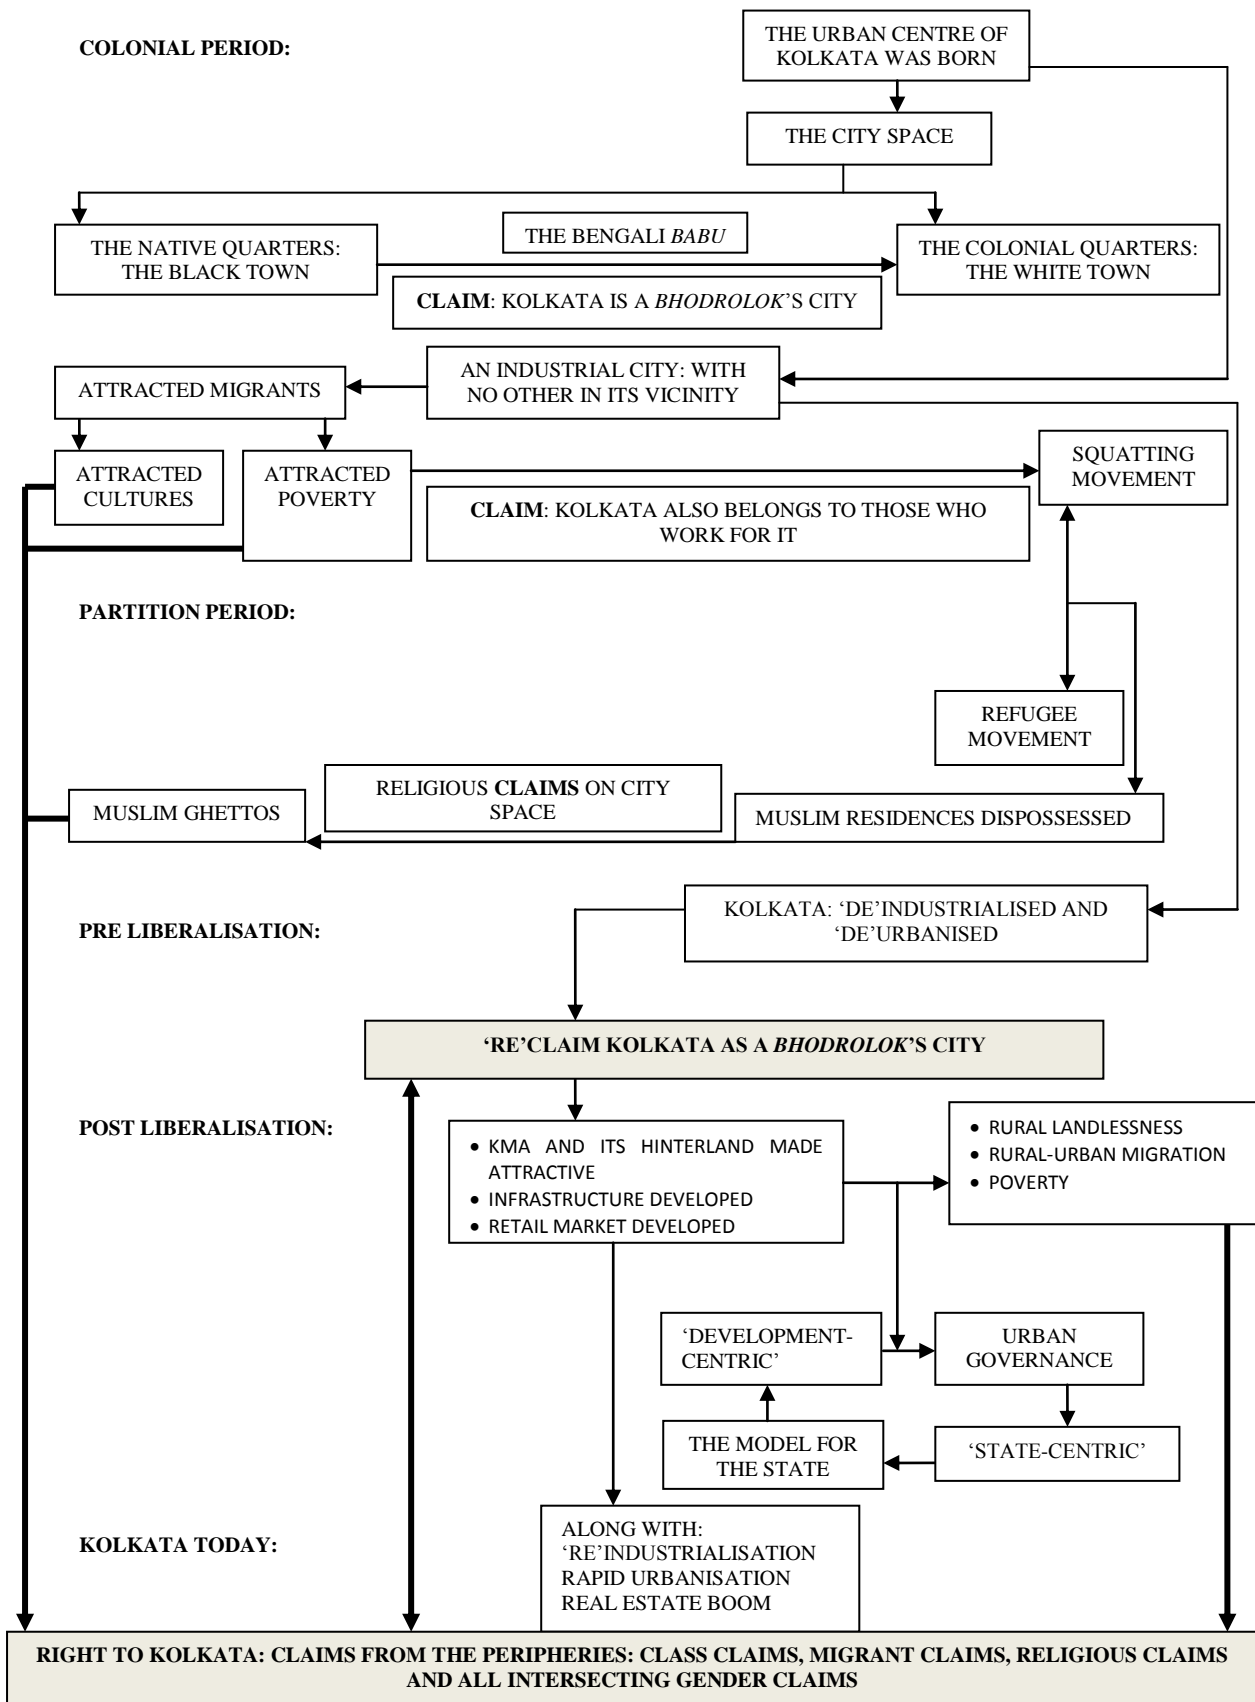 COLONIAL PERIOD:
THE URBAN CENTRE OF
KOLKATA WAS BORN
THE CITY SPACE
THE NATIVE QUARTERS:
THE BLACK TOWN
THE BENGALI BABU
THE COLONIAL QUARTERS:
THE WHITE TOWN
CLAIM: KOLKATA IS A BHODROLOK’S CITY
ATTRACTED MIGRANTS
AN INDUSTRIAL CITY: WITH
NO OTHER IN ITS VICINITY
ATTRACTED
CULTURES
ATTRACTED
POVERTY
SQUATTING
MOVEMENT
CLAIM: KOLKATA ALSO BELONGS TO THOSE WHO
WORK FOR IT
PARTITION PERIOD:
REFUGEE
MOVEMENT
MUSLIM GHETTOS
RELIGIOUS CLAIMS ON CITY
SPACE
MUSLIM RESIDENCES DISPOSSESSED
PRE LIBERALISATION:
KOLKATA: ‘DE’INDUSTRIALISED AND
‘DE’URBANISED
‘RE’CLAIM KOLKATA AS A BHODROLOK’S CITY
POST LIBERALISATION:
• KMA AND ITS HINTERLAND MADE
ATTRACTIVE
• INFRASTRUCTURE DEVELOPED
• RETAIL MARKET DEVELOPED
• RURAL LANDLESSNESS
• RURAL-URBAN MIGRATION
• POVERTY
‘DEVELOPMENT-
CENTRIC’
URBAN
GOVERNANCE
THE MODEL FOR
THE STATE
‘STATE-CENTRIC’
KOLKATA TODAY:
ALONG WITH:
‘RE’INDUSTRIALISATION
RAPID URBANISATION
REAL ESTATE BOOM
RIGHT TO KOLKATA: CLAIMS FROM THE PERIPHERIES: CLASS CLAIMS, MIGRANT CLAIMS, RELIGIOUS CLAIMS
AND ALL INTERSECTING GENDER CLAIMS